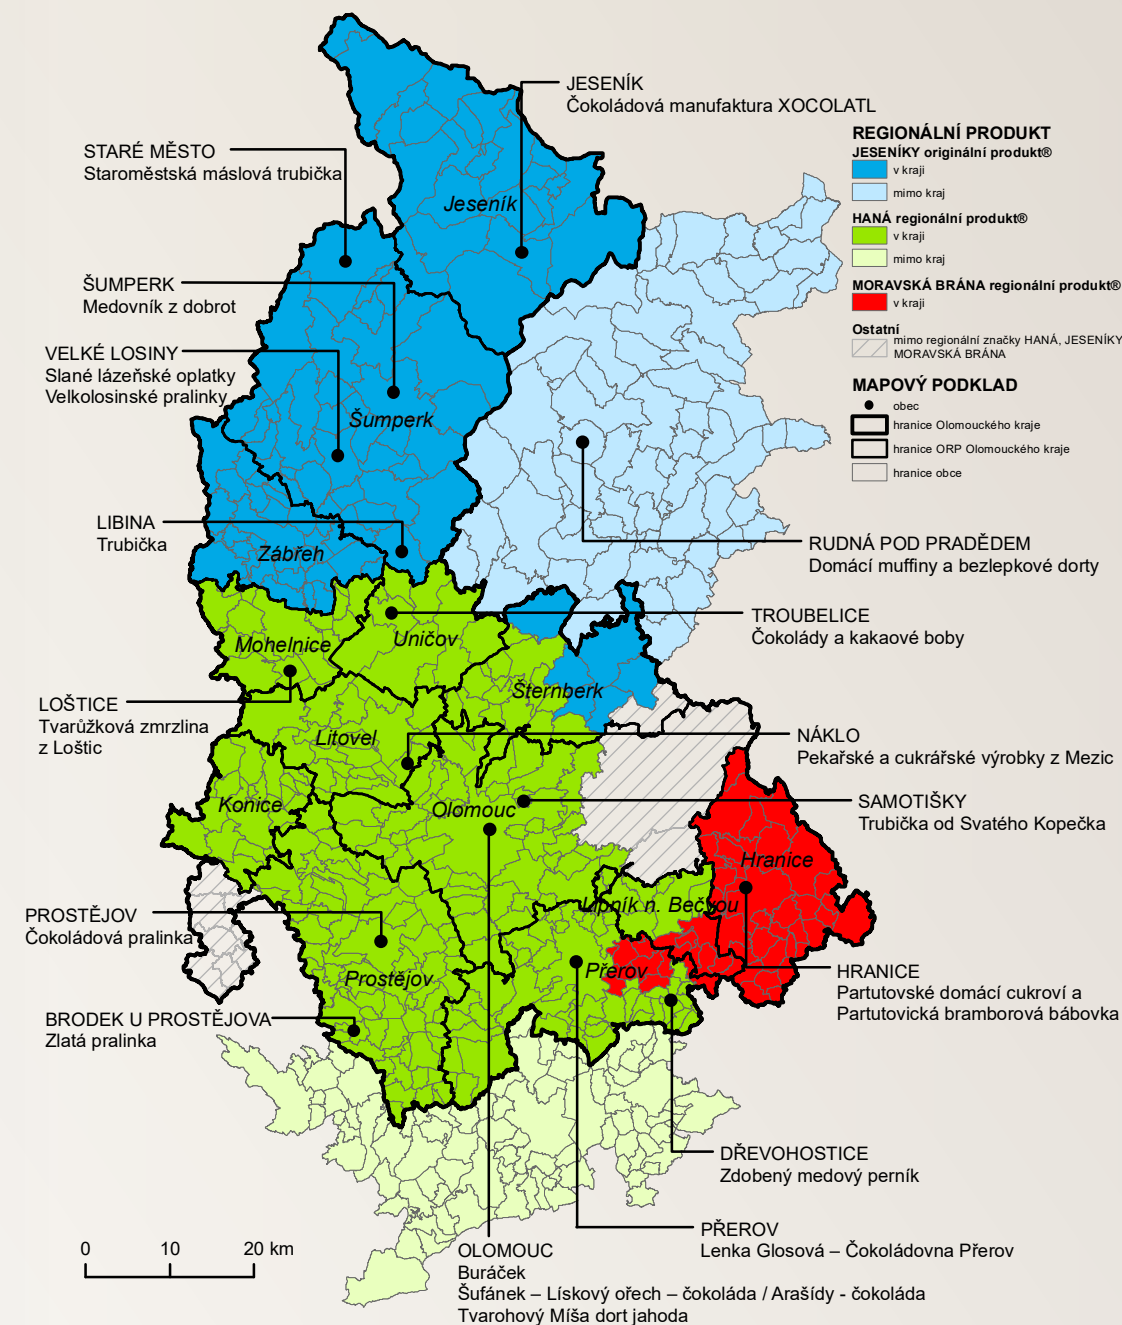 JESENÍK
Čokoládová manufaktura XOCOLATL
STARÉ MĚSTO
Staroměstská máslová trubička
ŠUMPERK
Medovník z dobrot
VELKÉ LOSINY
Slané lázeňské oplatky
Velkolosinské pralinky
LIBINA
Trubička
REGIONÁLNÍ PRODUKT
JESENÍKY originální produkt®
v kraji
mimo kraj
HANÁ regionální produkt®
v kraji
mimo kraj
MORAVSKÁ BRÁNA regionální produkt®
v kraji
Ostatní
mimo regionální značky HANÁ, JESENÍKY
MORAVSKÁ BRÁNA
MAPOVÝ PODKLAD
obec
hranice Olomouckého kraje
hranice ORP Olomouckého kraje
hranice obce
Jeseník
Šumperk
Zábřeh
Mohelnice
Uničov
Šternberk
Litovel
Konice
Olomouc
Hranice
Lipník n. Bečvou
Přerov
Prostějov
RUDNÁ POD PRADĚDEM
Domácí muffiny a bezlepkové dorty
TROUBELICE
Čokolády a kakaové boby
LOŠTICE
Tvarůžková zmrzlina
z Loštic
NÁKLO
Pekařské a cukrářské výrobky z Mezic
SAMOTIŠKY
Trubička od Svatého Kopečka
PROSTĚJOV
Čokoládová pralinka
HRANICE
Partutovské domácí cukroví a
Partutovická bramborová bábovka
BRODEK U PROSTĚJOVA
Zlatá pralinka
DŘEVOHOSTICE
Zdobený medový perník
PŘEROV
Lenka Glosová – Čokoládovna Přerov
OLOMOUC
Buráček
Šufánek – Lískový ořech – čokoláda / Arašídy - čokoláda
Tvarohový Míša dort jahoda
0 10 20 km